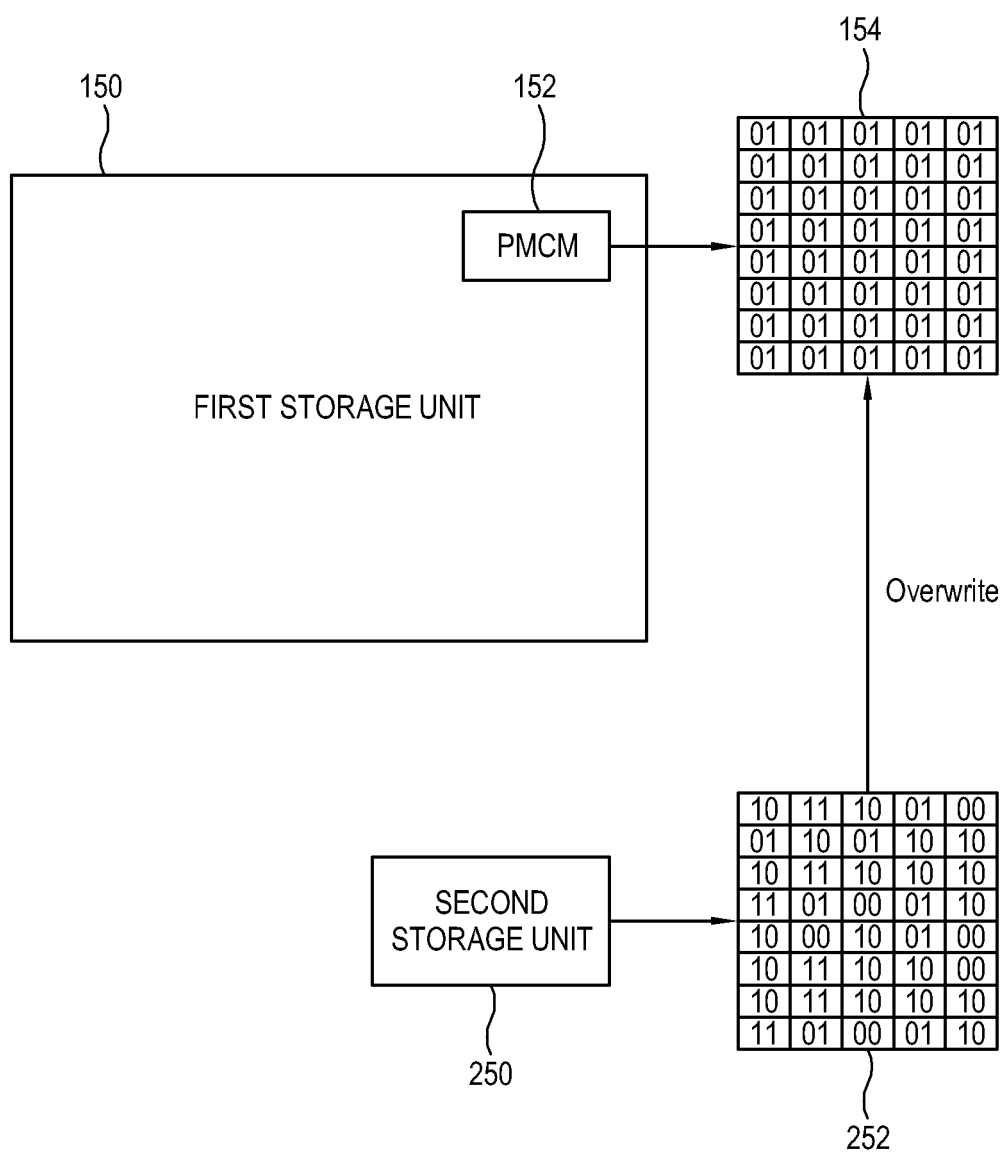 154
150
152
01 01 01 01 01
01 01 01 01 01
01 01 01 01 01
01 01 01 01 01
01 01 01 01 01
01 01 01 01 01
01 01 01 01 01
01 01 01 01 01
PMCM
FIRST STORAGE UNIT
Overwrite
10 11 10 01 00
01 10 01 10 10
10 11 10 10 10
11 01 00 01 10
10 00 10 01 00
10 11 10 10 00
10 11 10 10 10
11 01 00 01 10
SECOND
STORAGE UNIT
250
252